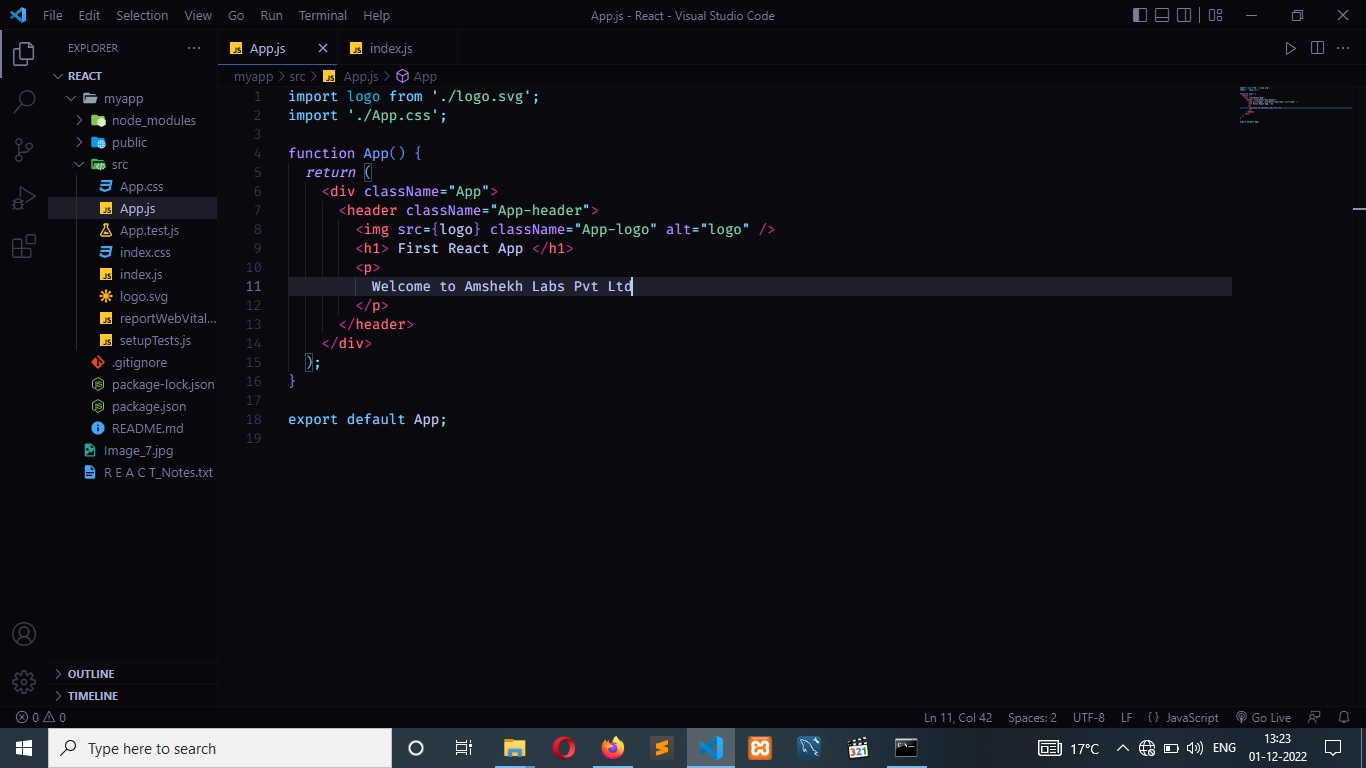 File Edit Selection View Go Run Terminal Help
App.js - React - Visual Studio Code
EXPLORER
REACT
myapp
node_modules
public
src
App.css
App.js
App.test.js
index.css
index.js
logo.svg
reportWebVital...
setupTests.js
.gitignore
package-lock.json
package.json
README.md
Image_7.jpg
R E A C T_Notes.txt
OUTLINE
TIMELINE
App.js index.js
myapp > src > App.js > App
1 import logo from './logo.svg';
2 import './App.css';
3
4 function App() {
5 return (
6 <div className="App">
7 <header className="App-header">
8 <img src={logo} className="App-logo" alt="logo" />
9 <h1> First React App </h1>
10 <p>
11 Welcome to Amshekh Labs Pvt Ltd
12 </p>
13 </header>
14 </div>
15 );
16 }
17
18 export default App;
19
0 0 Ln 11, Col 42 Spaces: 2 UTF-8 LF {} JavaScript Go Live
Type here to search
17°C ENG 13:23
01-12-2022